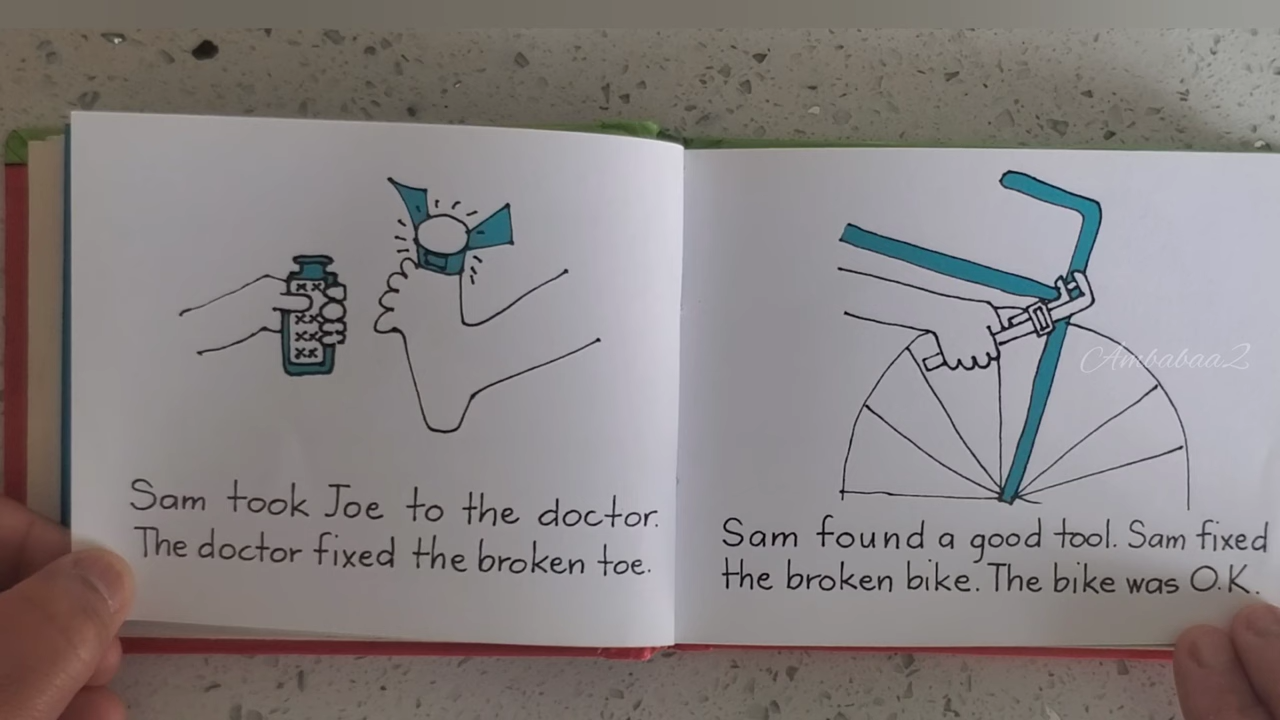 Sam took Joe to the doctor.
The doctor fixed the broken toe.
Sam found a good tool. Sam fixed
the broken bike. The bike was O.K.
Ambabaa2